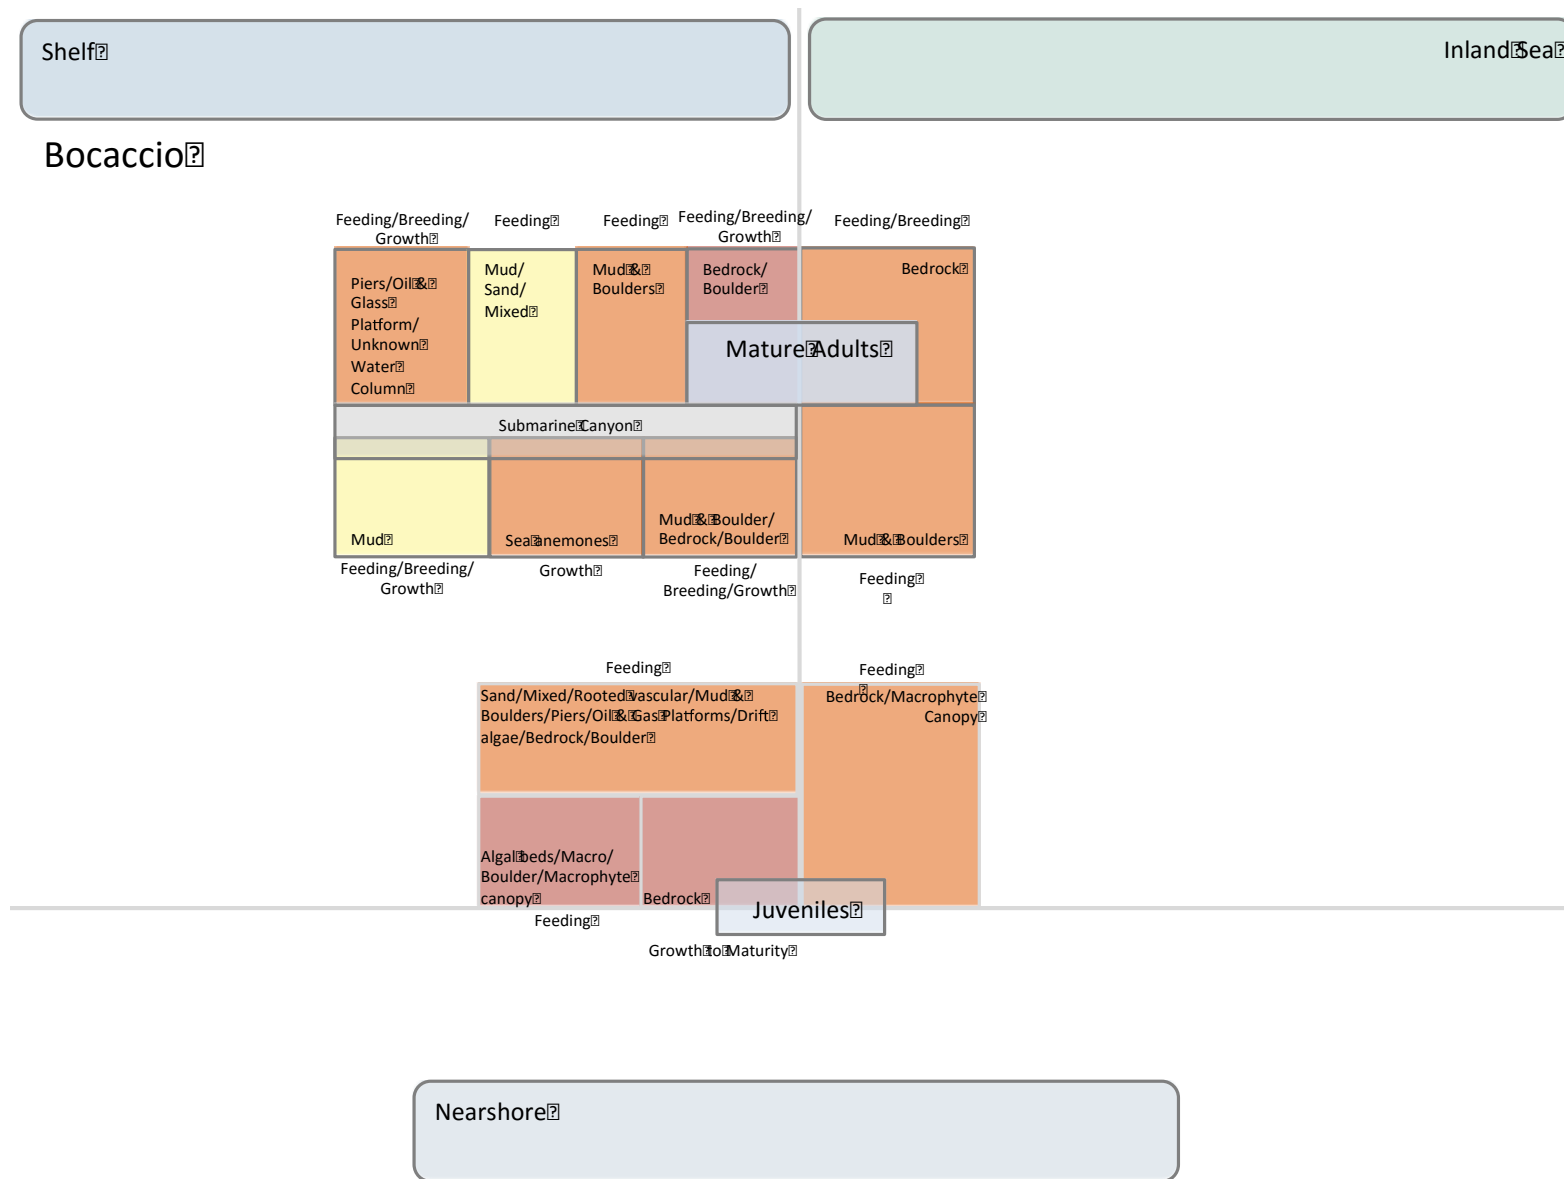 Shelf
Inland Sea
Bocaccio
Feeding/Breeding/
Growth
Feeding
Feeding
Feeding/Breeding/
Growth
Feeding/Breeding
Piers/Oil &
Glass
Platform/
Unknown
Water
Column
Mud/
Sand/
Mixed
Mud &
Boulders
Bedrock/
Boulder
Bedrock
Mature Adults
Submarine Canyon
Mud
Sea anemones
Mud & Boulder/
Bedrock/Boulder
Mud & Boulders
Feeding/Breeding/
Growth
Growth
Feeding/
Breeding/Growth
Feeding
Feeding
Feeding
Sand/Mixed/Rooted vascular/Mud &
Boulders/Piers/Oil & Gas Platforms/Drift
algae/Bedrock/Boulder
Bedrock/Macrophyte
Canopy
Algal beds/Macro/
Boulder/Macrophyte
canopy
Bedrock
Juveniles
Feeding
Growth to Maturity
Nearshore